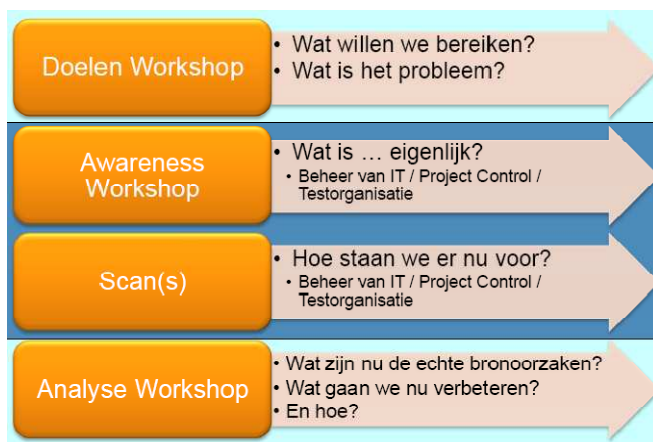 Doelen Workshop
• Wat willen we bereiken?
• Wat is het probleem?
Awareness
Workshop
• Wat is ... eigenlijk?
• Beheer van IT / Project Control /
Testorganisatie
Scan(s)
• Hoe staan we er nu voor?
• Beheer van IT / Project Control /
Testorganisatie
Analyse Workshop
• Wat zijn nu de echte bronoorzaken?
• Wat gaan we nu verbeteren?
• En hoe?